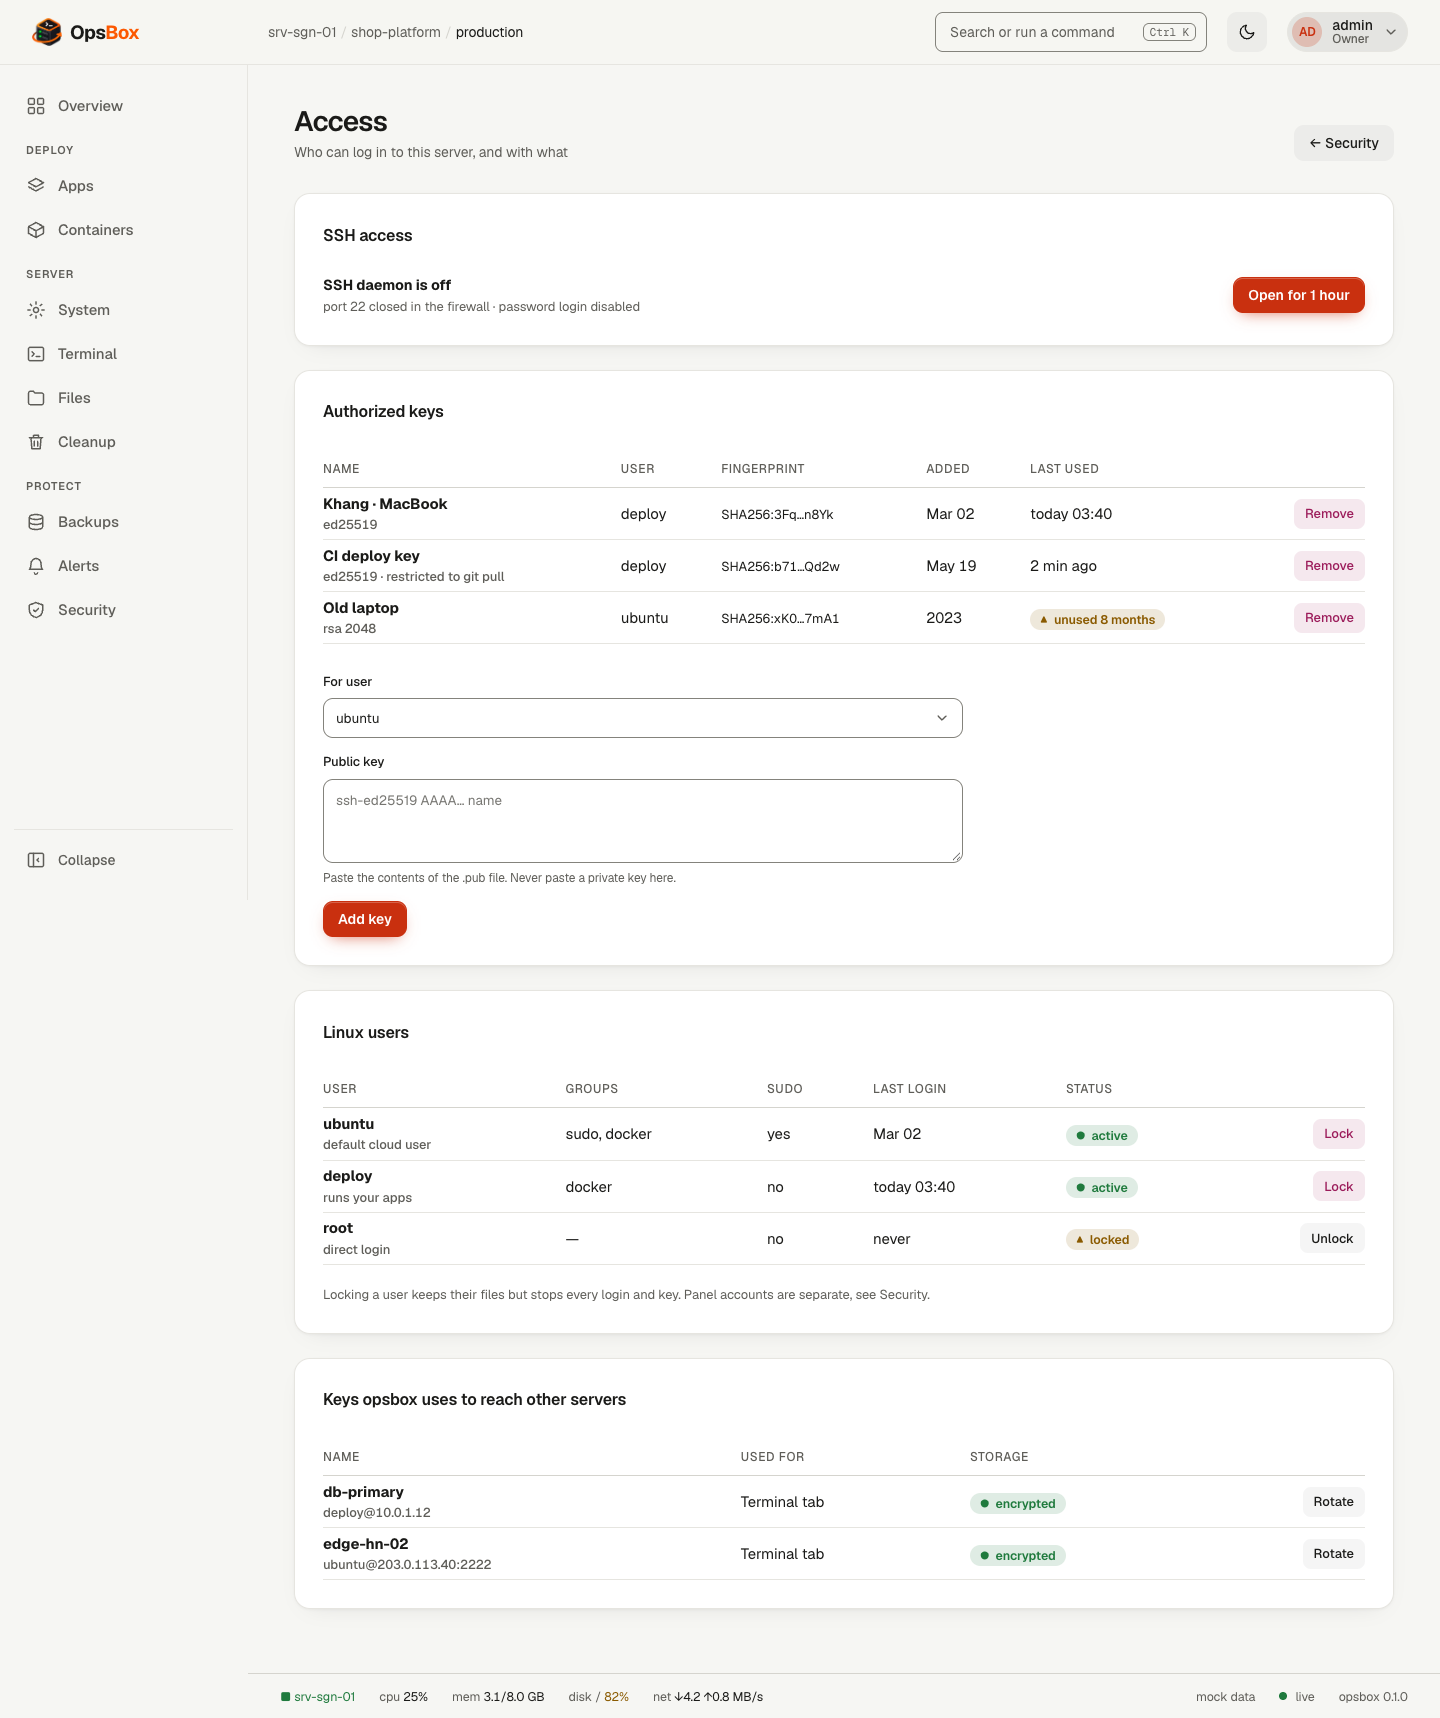 OpsBox
srv-sgn-01 / shop-platform / production
Search or run a command Ctrl K
AD admin
Owner
Overview
DEPLOY
Apps
Containers
SERVER
System
Terminal
Files
Cleanup
PROTECT
Backups
Alerts
Security
Collapse
Access
Who can log in to this server, and with what
← Security
SSH access
SSH daemon is off
port 22 closed in the firewall · password login disabled
Open for 1 hour
Authorized keys
NAME USER FINGERPRINT ADDED LAST USED
Khang · MacBook
ed25519
deploy SHA256:3Fq…n8Yk Mar 02 today 03:40 Remove
CI deploy key
ed25519 · restricted to git pull
deploy SHA256:b71…Qd2w May 19 2 min ago Remove
Old laptop
rsa 2048
ubuntu SHA256:xK0…7mA1 2023 ▲ unused 8 months Remove
For user
ubuntu
Public key
ssh-ed25519 AAAA… name
Paste the contents of the .pub file. Never paste a private key here.
Add key
Linux users
USER GROUPS SUDO LAST LOGIN STATUS
ubuntu
default cloud user
sudo, docker yes Mar 02 ● active Lock
deploy
runs your apps
docker no today 03:40 ● active Lock
root
direct login
— no never ▲ locked Unlock
Locking a user keeps their files but stops every login and key. Panel accounts are separate, see Security.
Keys opsbox uses to reach other servers
NAME USED FOR STORAGE
db-primary
deploy@10.0.1.12
Terminal tab ● encrypted Rotate
edge-hn-02
ubuntu@203.0.113.40:2222
Terminal tab ● encrypted Rotate
srv-sgn-01 cpu 25% mem 3.1/8.0 GB disk / 82% net ↓4.2 ↑0.8 MB/s
mock data ● live opsbox 0.1.0